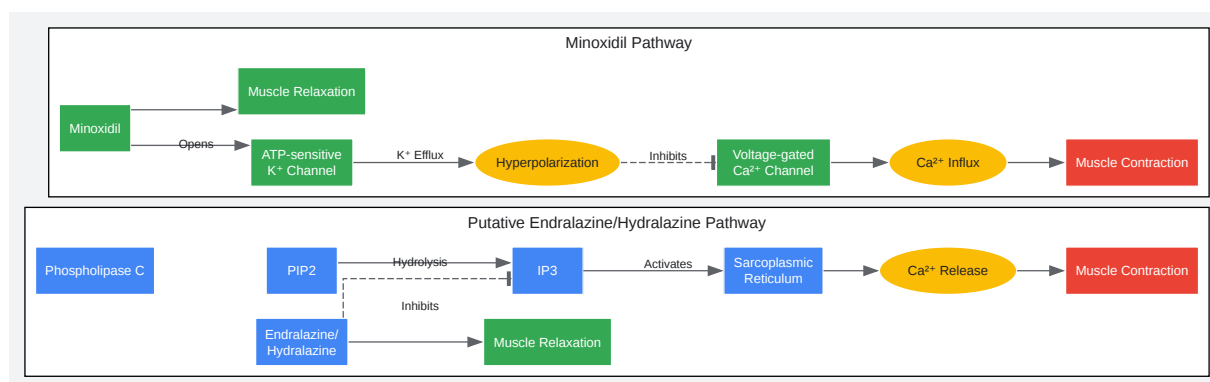 Minoxidil Pathway
Muscle Relaxation
Minoxidil
Opens
ATP-sensitive
K⁺ Channel
K⁺ Efflux
Hyperpolarization
Inhibits
Voltage-gated
Ca²⁺ Channel
Ca²⁺ Influx
Muscle Contraction
Putative Endralazine/Hydralazine Pathway
Phospholipase C
PIP2
Hydrolysis
IP3
Activates
Sarcoplasmic
Reticulum
Ca²⁺ Release
Muscle Contraction
Inhibits
Endralazine/
Hydralazine
Muscle Relaxation